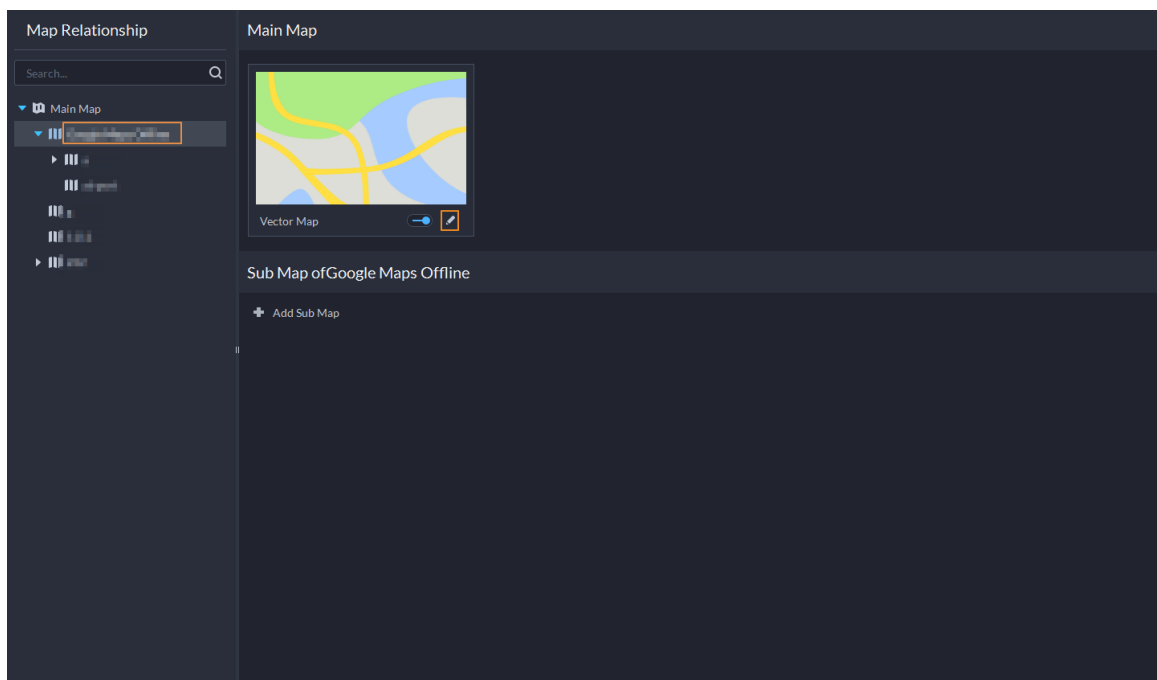 Map Relationship
Search...
Main Map
Main Map
Vector Map
Sub Map ofGoogle Maps Offline
Add Sub Map